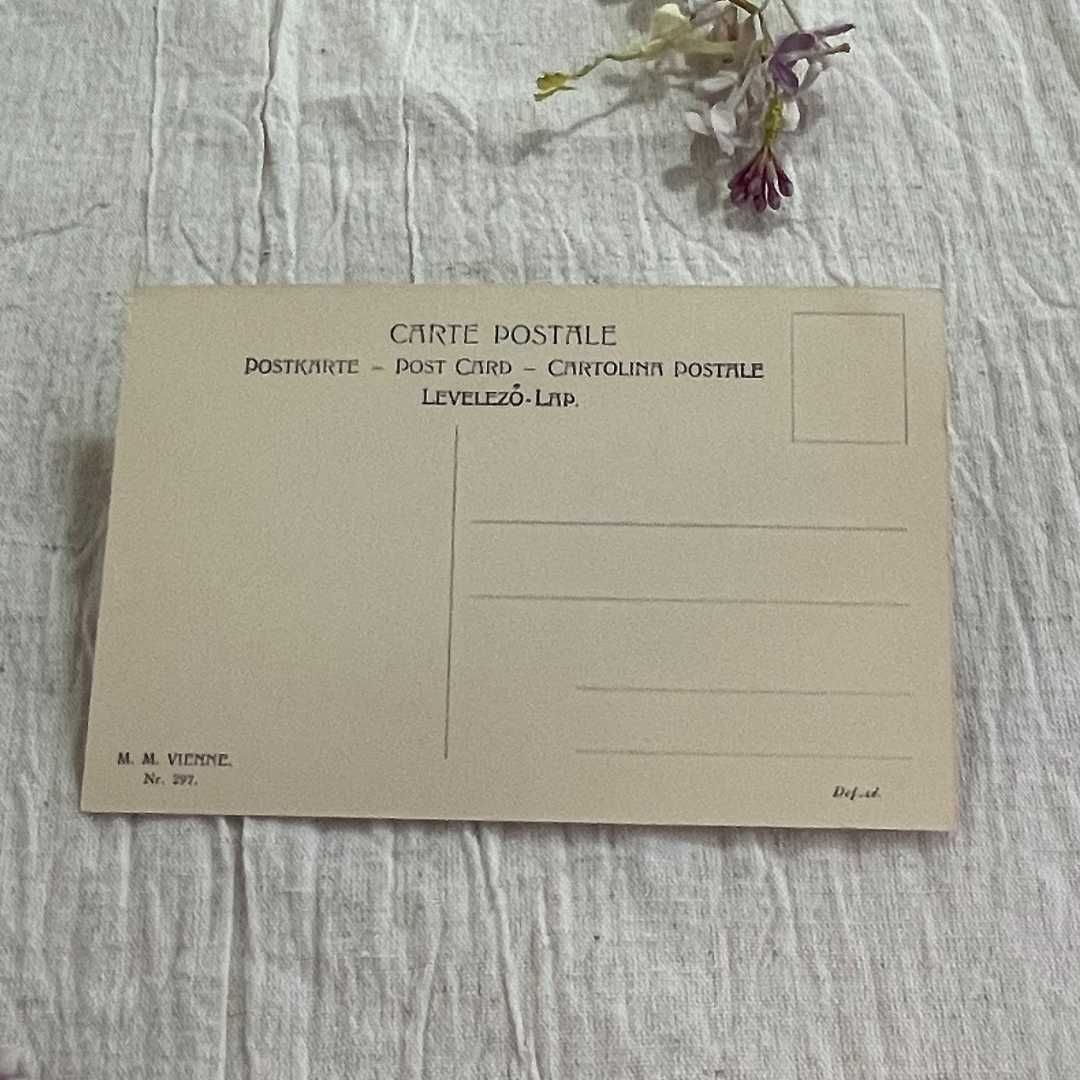 CARTE POSTALE
POSTKARTE – POST CARD – CARTOLINA POSTALE
LEVELEZŐ-LAP.
M. M. VIENNE.
Nr. 297.